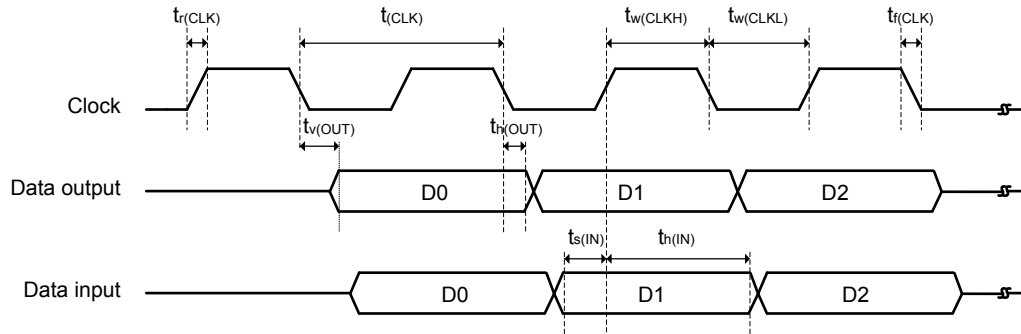 tr(CLK) t(CLK) tw(CLKH) tw(CLKL) tf(CLK)
Clock
tv(OUT) th(OUT)
Data output D0 D1 D2
ts(IN) th(IN)
Data input D0 D1 D2